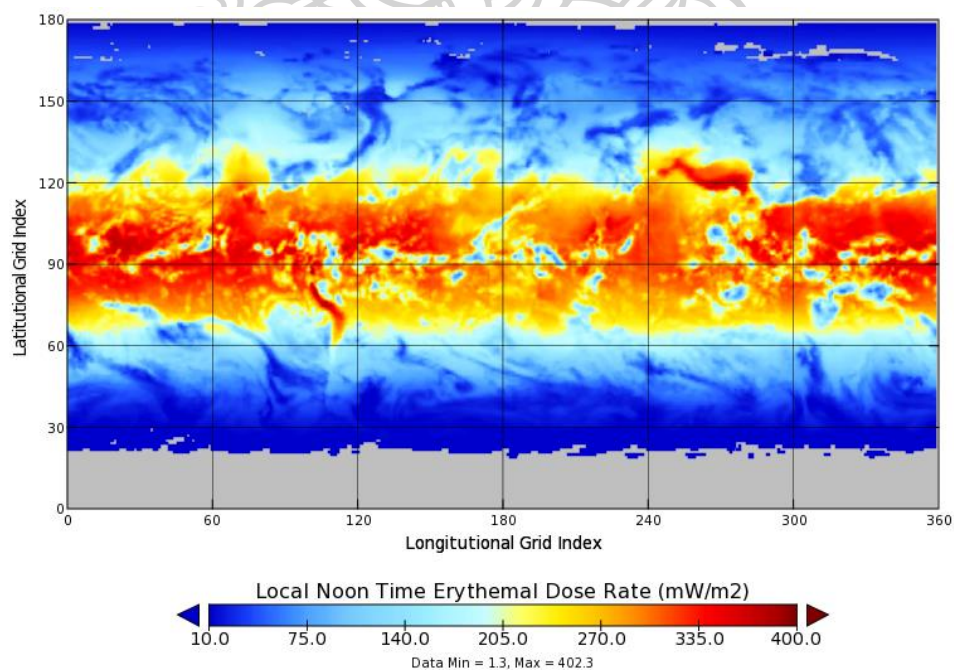 180
150
120
90
60
30
0
Latitutional Grid Index
0 60 120 180 240 300 360
Longitutional Grid Index
Local Noon Time Erythemal Dose Rate (mW/m2)
10.0 75.0 140.0 205.0 270.0 335.0 400.0
Data Min = 1.3, Max = 402.3